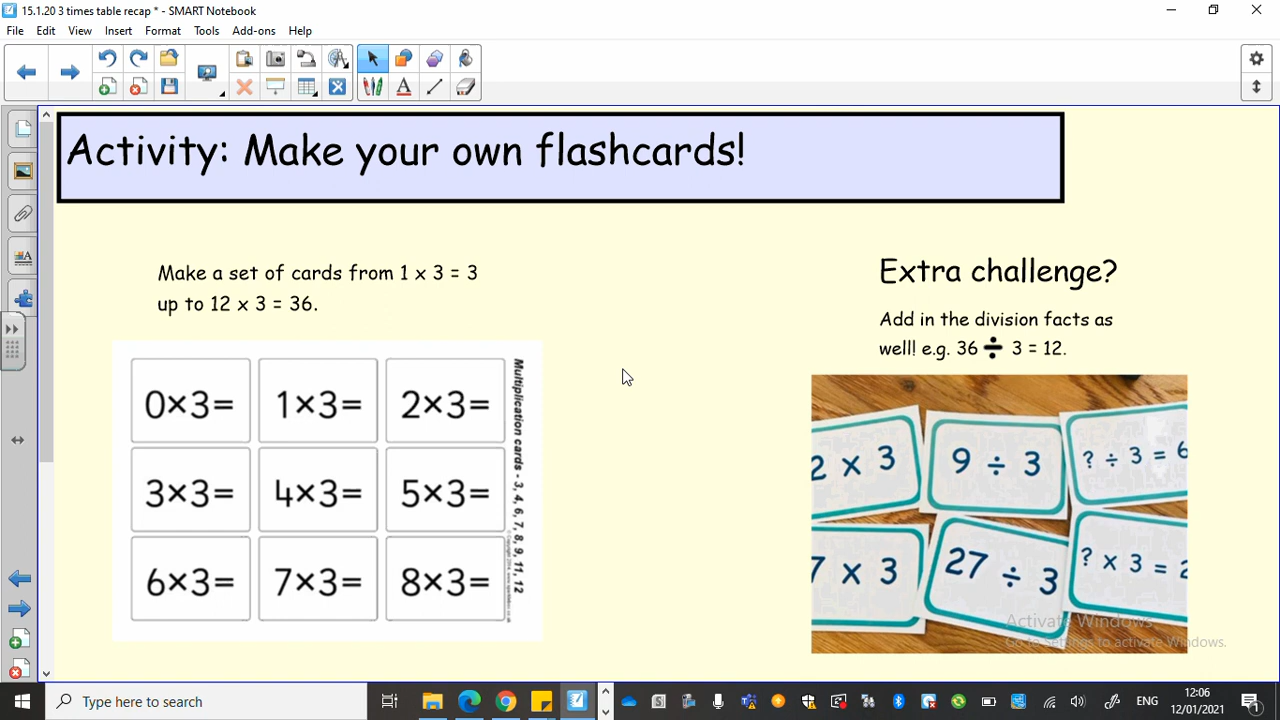 15.1.20 3 times table recap * - SMART Notebook
File Edit View Insert Format Tools Add-ons Help
Activity: Make your own flashcards!
Make a set of cards from 1 x 3 = 3
up to 12 x 3 = 36.
Extra challenge?
Add in the division facts as
well! e.g. 36 ÷ 3 = 12.
0×3= 1×3= 2×3=
3×3= 4×3= 5×3=
6×3= 7×3= 8×3=
Multiplication cards - 3, 4, 6, 7, 8, 9, 11, 12
2 x 3 9 ÷ 3 ? ÷ 3 = 6
7 x 3 27 ÷ 3 ? x 3 = 2
Activate Windows
Go to Settings to activate Windows.
Type here to search
ENG
12:06
12/01/2021
1